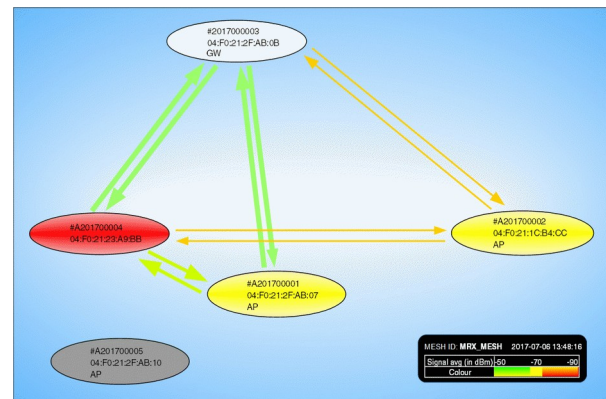 #2017000003
04:F0:21:2F:AB:0B
GW
#A201700004
04:F0:21:23:A9:BB
#A201700002
04:F0:21:1C:B4:CC
AP
#A201700001
04:F0:21:2F:AB:07
AP
#A201700005
04:F0:21:2F:AB:10
AP
MESH ID: MRX_MESH 2017-07-06 13:48:16
Signal avg (in dBm) -50 -70 -90
Colour